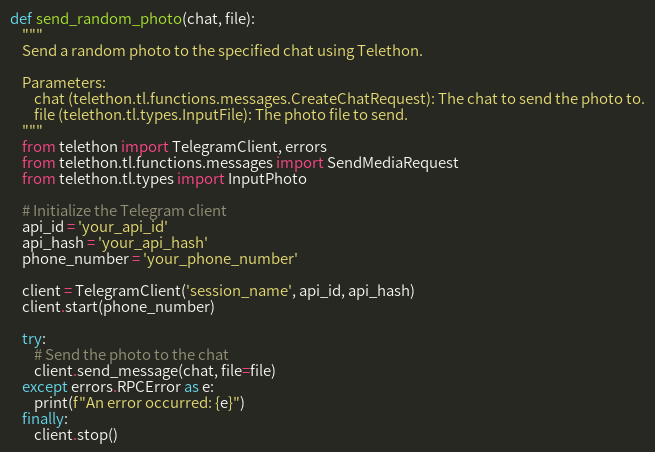 def send_random_photo(chat, file):
    """
    Send a random photo to the specified chat using Telethon.

    Parameters:
        chat (telethon.tl.functions.messages.CreateChatRequest): The chat to send the photo to.
        file (telethon.tl.types.InputFile): The photo file to send.
    """
    from telethon import TelegramClient, errors
    from telethon.tl.functions.messages import SendMediaRequest
    from telethon.tl.types import InputPhoto

    # Initialize the Telegram client
    api_id = 'your_api_id'
    api_hash = 'your_api_hash'
    phone_number = 'your_phone_number'

    client = TelegramClient('session_name', api_id, api_hash)
    client.start(phone_number)

    try:
        # Send the photo to the chat
        client.send_message(chat, file=file)
    except errors.RPCError as e:
        print(f"An error occurred: {e}")
    finally:
        client.stop()